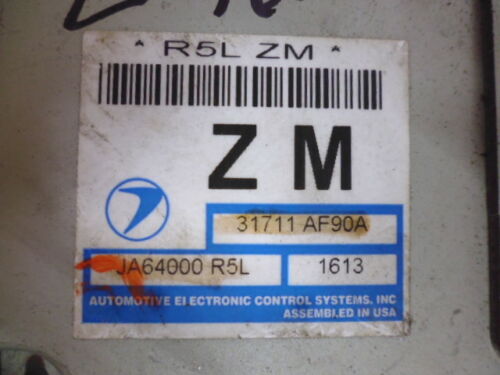 * R5L ZM *
Z M
31711 AF90A
JA64000 R5L 1613
AUTOMOTIVE ELECTRONIC CONTROL SYSTEMS, INC
ASSEMBLED IN USA